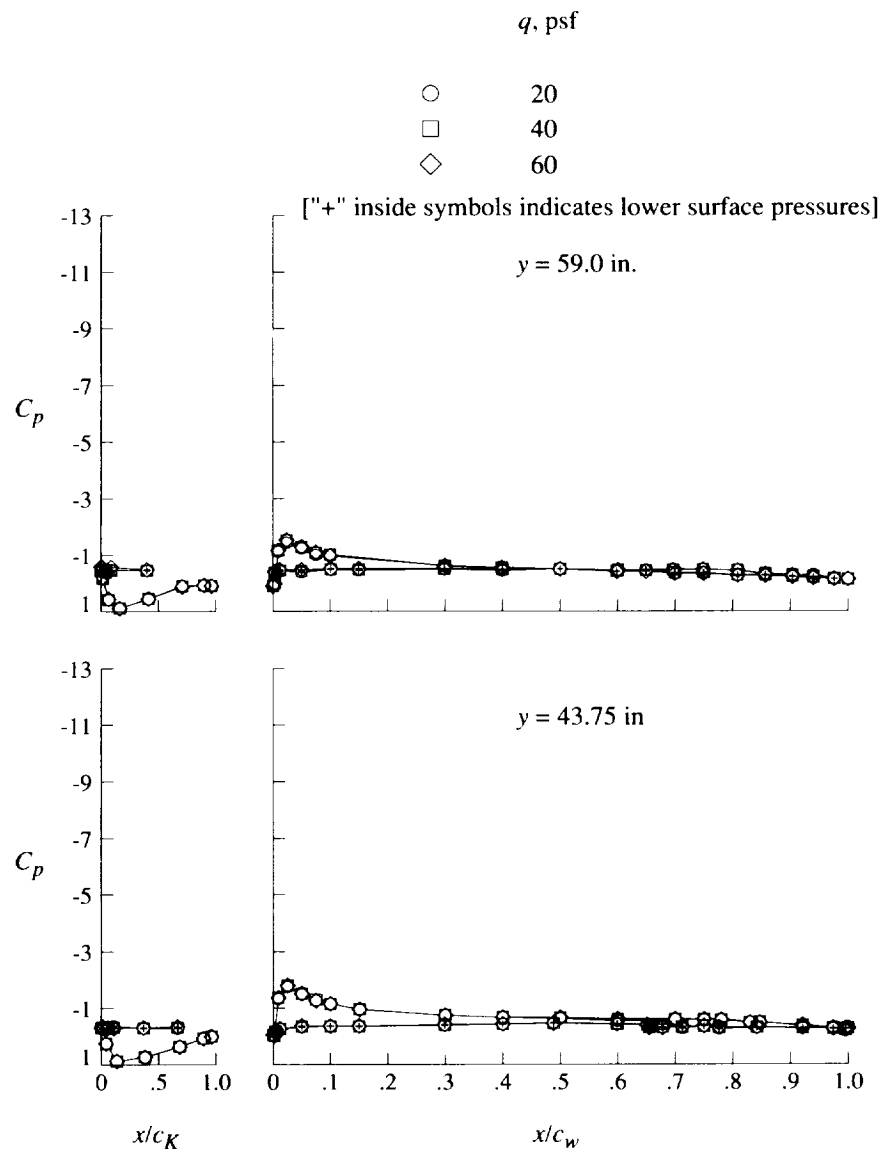 q, psf
20
40
60
["+" inside symbols indicates lower surface pressures]
y = 59.0 in.
-13
-11
-9
-7
-5
-3
-1
1
C_p
y = 43.75 in
-13
-11
-9
-7
-5
-3
-1
1
C_p
0 1.0 0 .1 .2 .3 .4 .5 .6 .7 .8 .9 1.0
x/c_K x/c_w